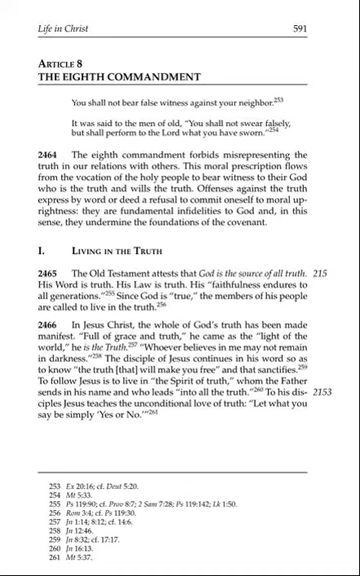 Life in Christ 591
ARTICLE 8
THE EIGHTH COMMANDMENT
You shall not bear false witness against your neighbor.253
It was said to the men of old, “You shall not swear falsely,
but shall perform to the Lord what you have sworn.”254
2464 The eighth commandment forbids misrepresenting the
truth in our relations with others. This moral prescription flows
from the vocation of the holy people to bear witness to their God
who is the truth and wills the truth. Offenses against the truth
express by word or deed a refusal to commit oneself to moral up-
rightness: they are fundamental infidelities to God and, in this
sense, they undermine the foundations of the covenant.
I. LIVING IN THE TRUTH
2465 The Old Testament attests that God is the source of all truth. 215
His Word is truth. His Law is truth. His “faithfulness endures to
all generations.”255 Since God is “true,” the members of his people
are called to live in the truth.256
2466 In Jesus Christ, the whole of God’s truth has been made
manifest. “Full of grace and truth,” he came as the “light of the
world,” he is the Truth.257 “Whoever believes in me may not remain
in darkness.”258 The disciple of Jesus continues in his word so as
to know “the truth [that] will make you free” and that sanctifies.259
To follow Jesus is to live in “the Spirit of truth,” whom the Father
sends in his name and who leads “into all the truth.”260 To his dis- 2153
ciples Jesus teaches the unconditional love of truth: “Let what you
say be simply ‘Yes or No.’”261
253 Ex 20:16; cf. Deut 5:20.
254 Mt 5:33.
255 Ps 119:90; cf. Prov 8:7; 2 Sam 7:28; Ps 119:142; Lk 1:50.
256 Rom 3:4; cf. Ps 119:30.
257 Jn 1:14; 8:12; cf. 14:6.
258 Jn 12:46.
259 Jn 8:32; cf. 17:17.
260 Jn 16:13.
261 Mt 5:37.